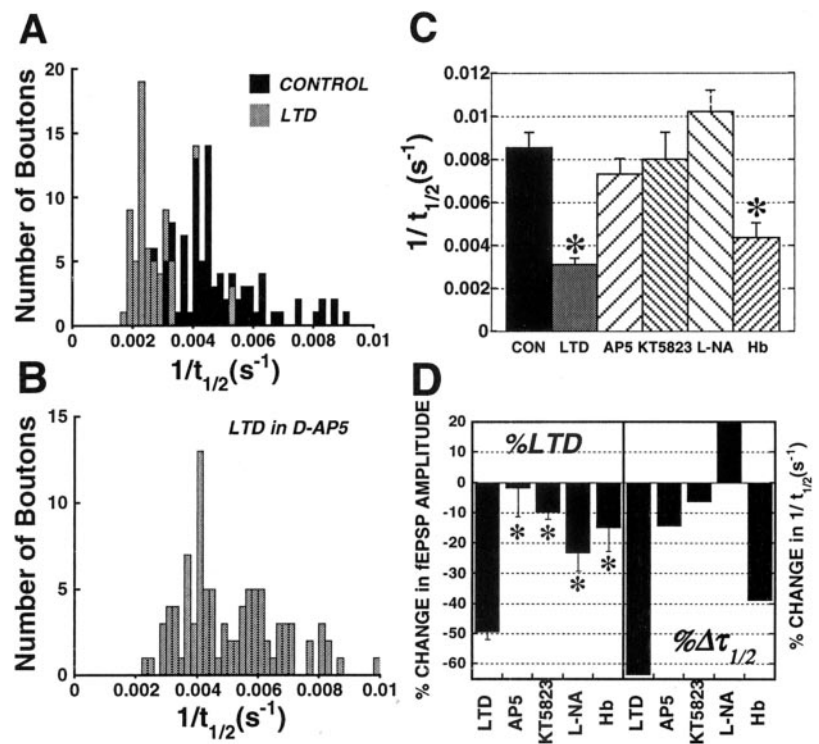 A
20
15
10
5
0
Number of Boutons
CONTROL
LTD
0 0.002 0.004 0.006 0.008 0.01
1/t1/2(s-1)
B
15
10
5
0
Number of Boutons
LTD in D-AP5
0 0.002 0.004 0.006 0.008 0.01
1/t1/2(s-1)
C
0.012
0.01
0.008
0.006
0.004
0.002
0
1/ t1/2(s-1)
* *
CON LTD AP5 KT5823 L-NA Hb
D
20
10
0
-10
-20
-30
-40
-50
-60
% CHANGE in fEPSP AMPLITUDE
%LTD
* * * *
%Δτ1/2
% CHANGE in 1/ t1/2(s-1)
LTD AP5 KT5823 L-NA Hb LTD AP5 KT5823 L-NA Hb